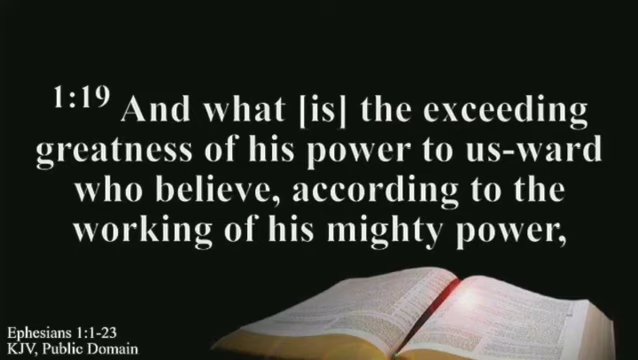 1:19 And what [is] the exceeding
greatness of his power to us-ward
who believe, according to the
working of his mighty power,
Ephesians 1:1-23
KJV, Public Domain